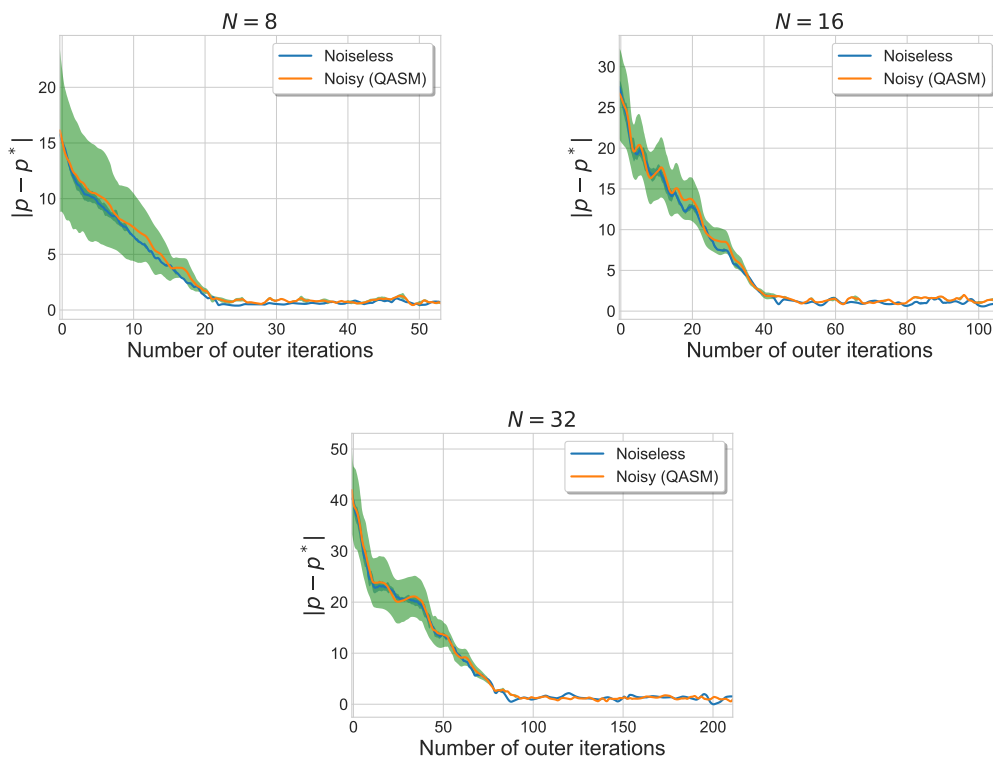 N = 8
Noiseless
Noisy (QASM)
20
15
10
5
0
|p − p*|
0 10 20 30 40 50
Number of outer iterations
N = 16
Noiseless
Noisy (QASM)
30
25
20
15
10
5
0
|p − p*|
0 20 40 60 80 100
Number of outer iterations
N = 32
Noiseless
Noisy (QASM)
50
40
30
20
10
0
|p − p*|
0 50 100 150 200
Number of outer iterations